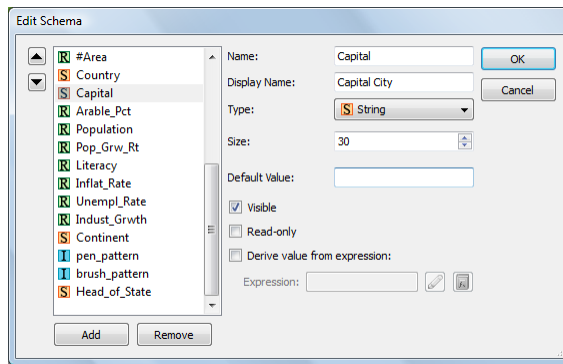 Edit Schema
R #Area
S Country
S Capital
R Arable_Pct
R Population
R Pop_Grw_Rt
R Literacy
R Inflat_Rate
R Unempl_Rate
R Indust_Grwth
S Continent
I pen_pattern
I brush_pattern
S Head_of_State
Add Remove
Name: Capital
Display Name: Capital City
Type: S String
Size: 30
Default Value:
Visible
Read-only
Derive value from expression:
Expression:
OK
Cancel